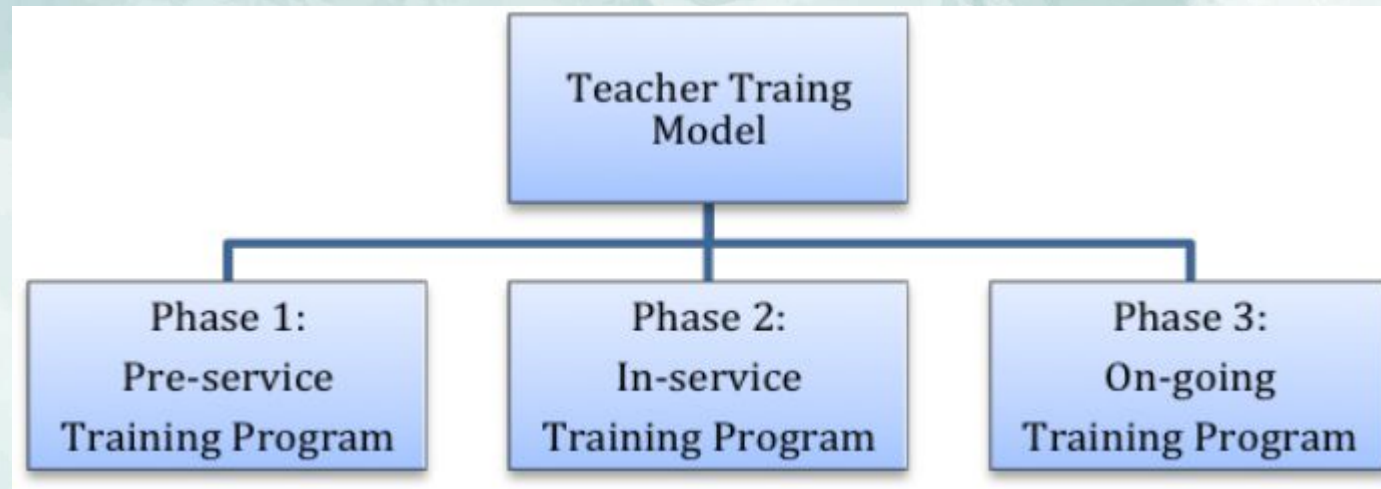 Teacher Traing
Model
Phase 1:
Pre-service
Training Program
Phase 2:
In-service
Training Program
Phase 3:
On-going
Training Program